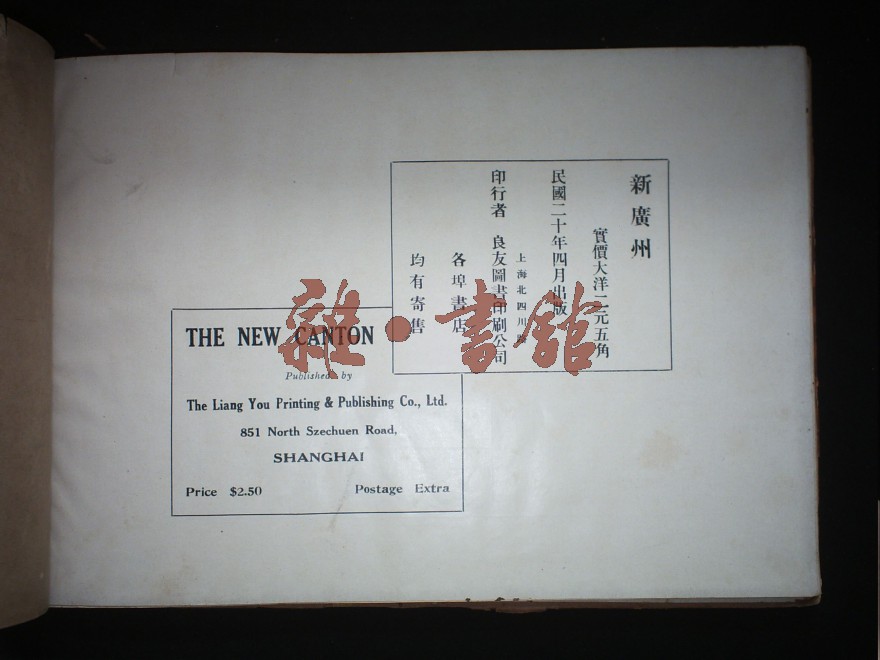 新廣州
實價大洋二元五角
民國二十年四月出版
上海北四川路
印行者 良友圖書印刷公司
各埠書店
均有寄售
THE NEW CANTON
Published by
The Liang You Printing & Publishing Co., Ltd.
851 North Szechuen Road,
SHANGHAI
Price $2.50 Postage Extra
雜·書館